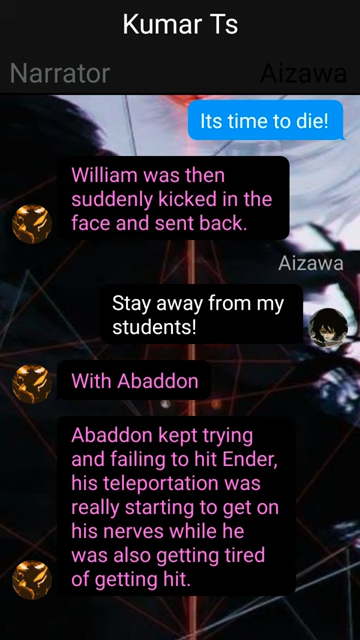 Kumar Ts
Narrator
Aizawa
Its time to die!
William was then
suddenly kicked in the
face and sent back.
Aizawa
Stay away from my
students!
With Abaddon
Abaddon kept trying
and failing to hit Ender,
his teleportation was
really starting to get on
his nerves while he
was also getting tired
of getting hit.